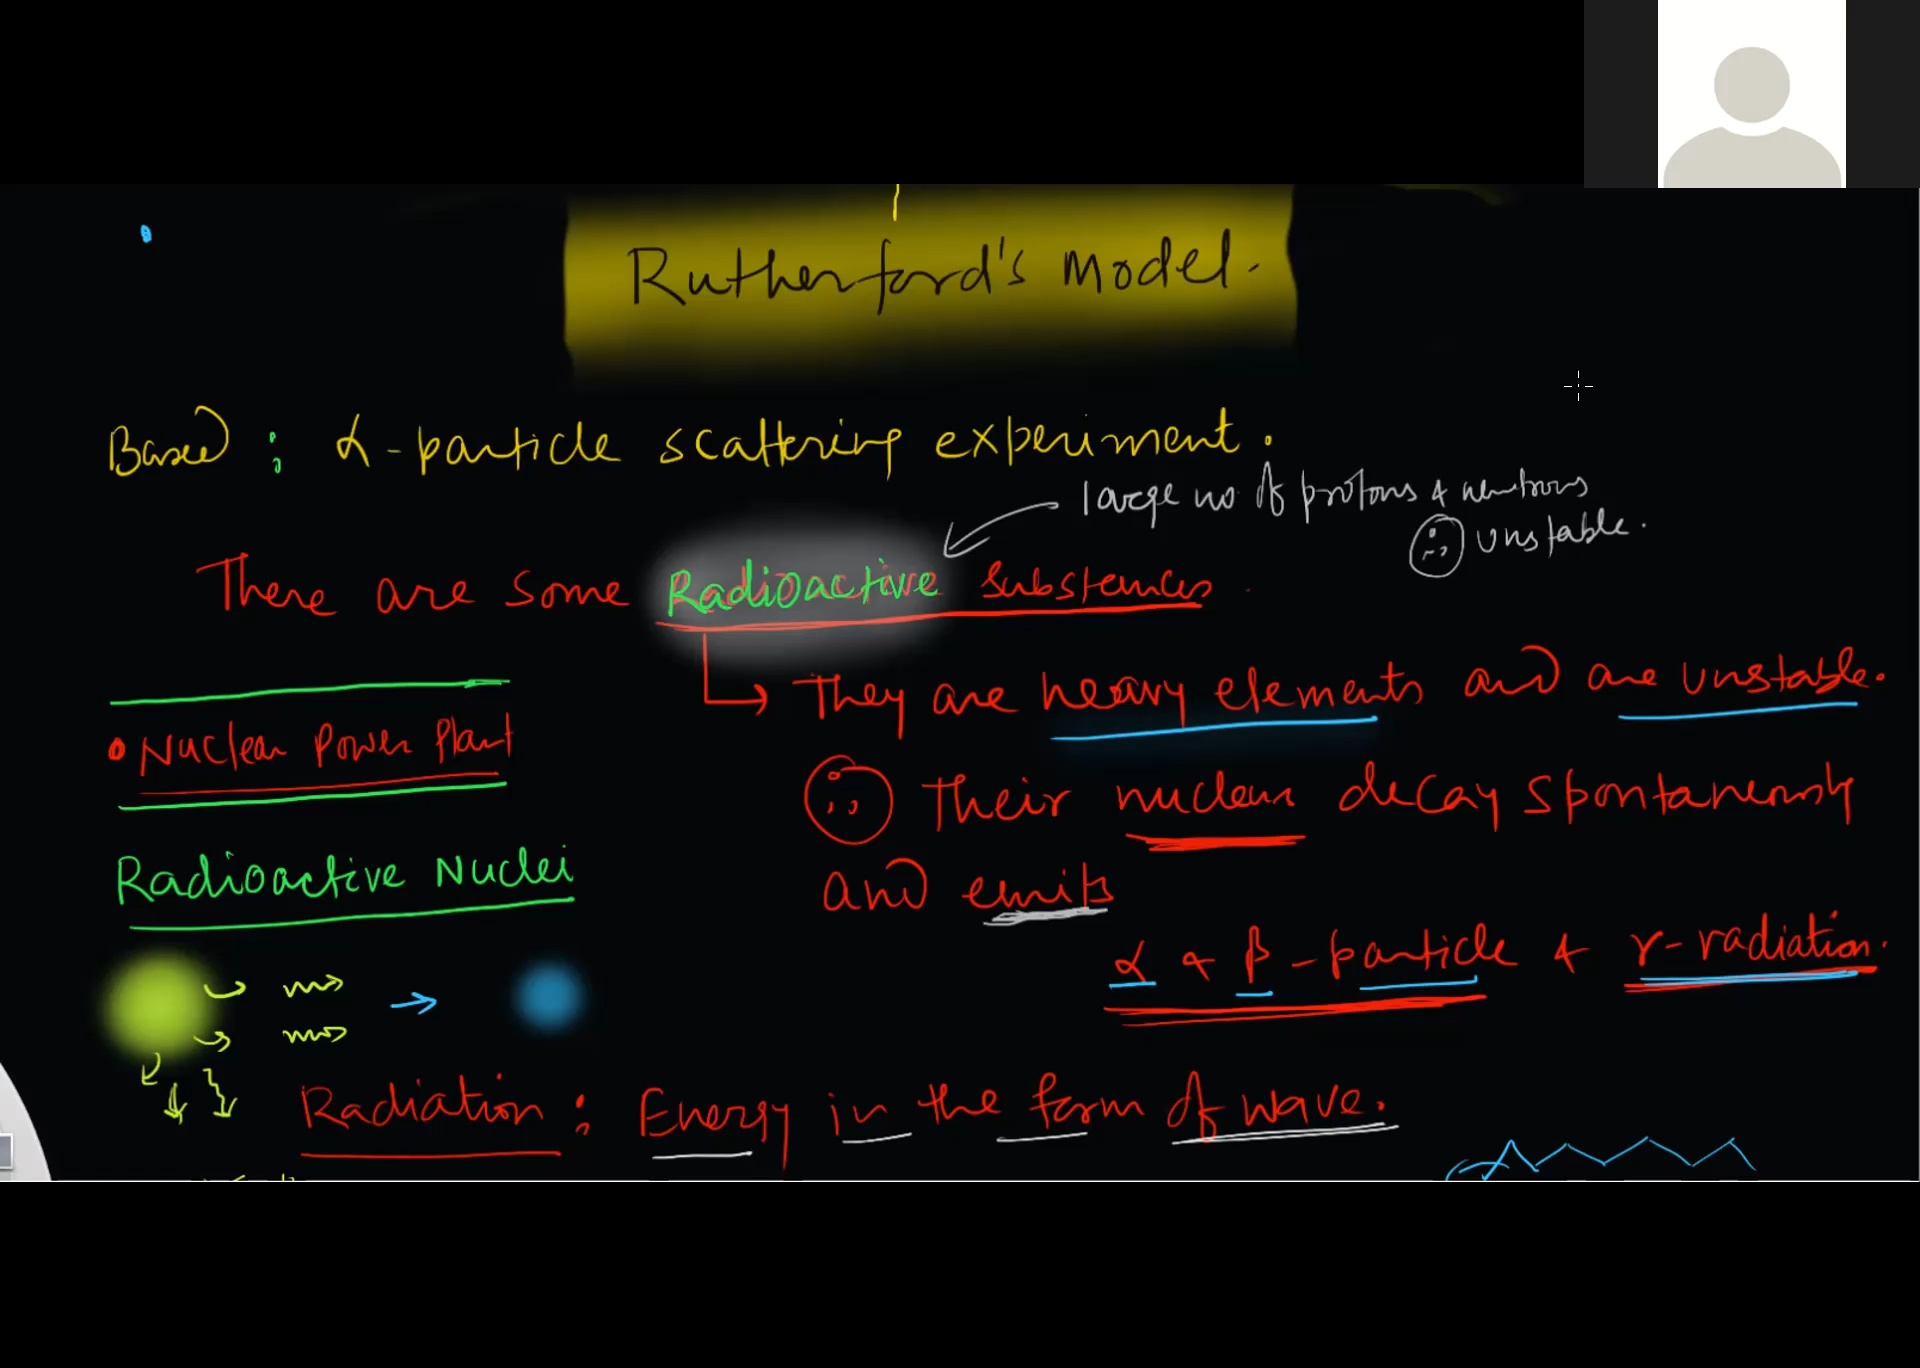 Rutherford's Model.
Based : α-particle scattering experiment.
large no of protons & neutrons
unstable.
There are some Radioactive Substences
They are heavy elements and are unstable.
• Nuclear Power Plant
Their nucleus decay spontaneously
Radioactive Nuclei
and emits
α & β-particle & γ-radiation.
Radiation : Energy in the form of wave.